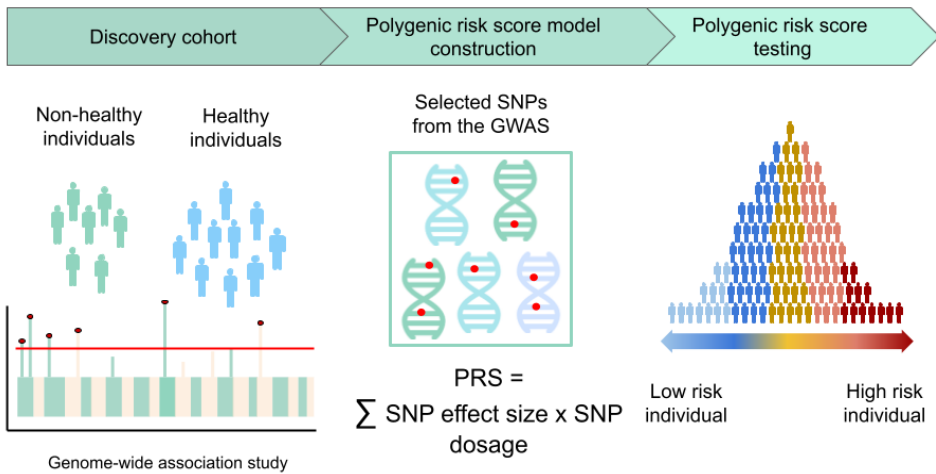 Discovery cohort
Polygenic risk score model
construction
Polygenic risk score
testing
Non-healthy
individuals
Healthy
individuals
Genome-wide association study
Selected SNPs
from the GWAS
PRS =
∑ SNP effect size x SNP
dosage
Low risk
individual
High risk
individual